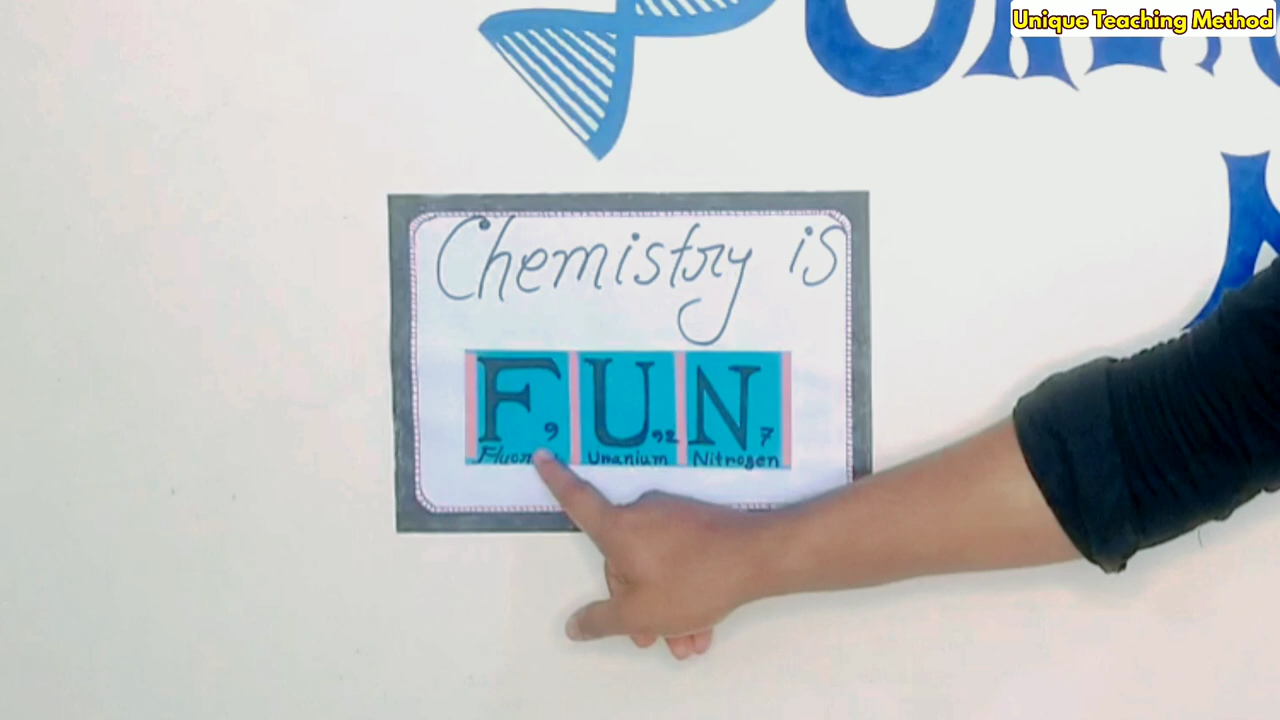 Unique Teaching Method
Chemistry is
F U N
9 92 7
Uranium Nitrogen